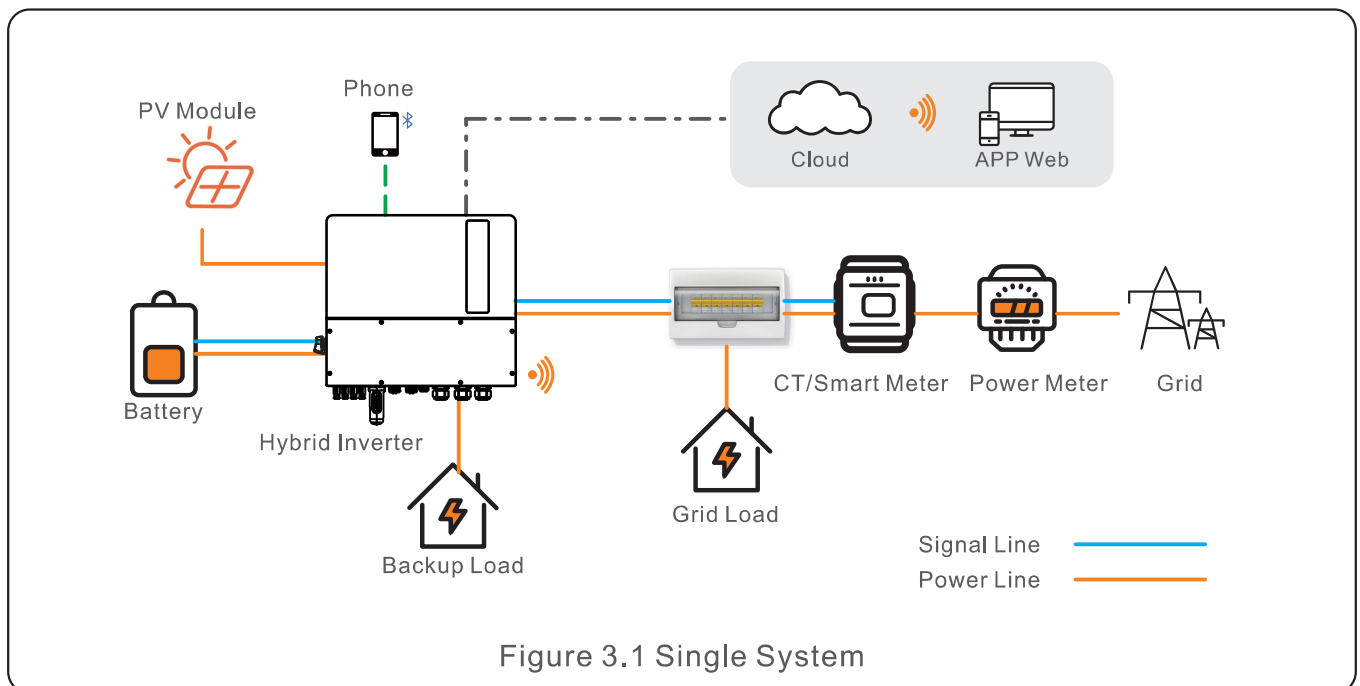 Phone
PV Module
Cloud
APP Web
Battery
Hybrid Inverter
CT/Smart Meter
Power Meter
Grid
Grid Load
Backup Load
Signal Line
Power Line
Figure 3.1 Single System